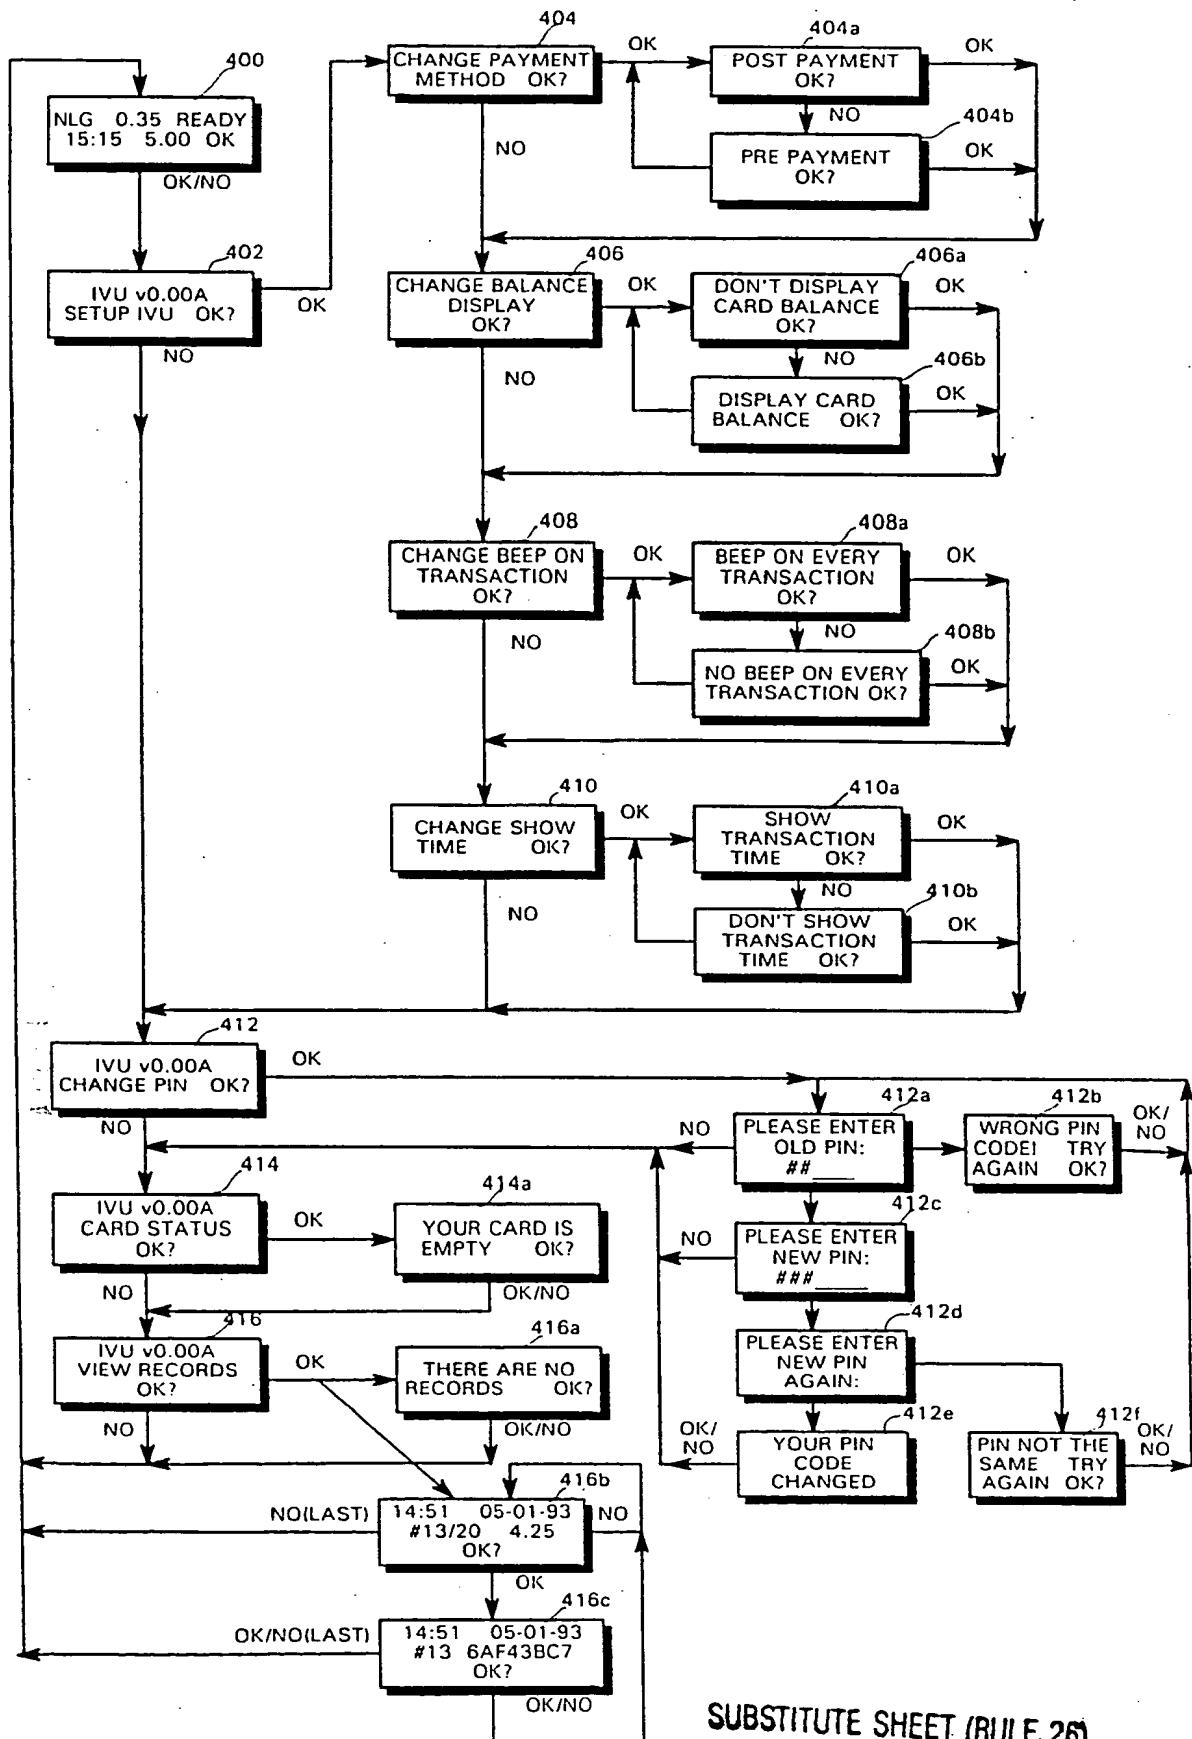 404
CHANGE PAYMENT
METHOD OK?
OK
404a
POST PAYMENT
OK?
OK
NO
404b
PRE PAYMENT
OK?
OK
NO
400
NLG 0.35 READY
15:15 5.00 OK
OK/NO
402
IVU v0.00A
SETUP IVU OK?
OK
NO
406
CHANGE BALANCE
DISPLAY
OK?
OK
406a
DON'T DISPLAY
CARD BALANCE
OK?
OK
NO
406b
DISPLAY CARD
BALANCE OK?
OK
NO
408
CHANGE BEEP ON
TRANSACTION
OK?
OK
408a
BEEP ON EVERY
TRANSACTION
OK?
OK
NO
408b
NO BEEP ON EVERY
TRANSACTION OK?
OK
NO
410
CHANGE SHOW
TIME OK?
OK
410a
SHOW
TRANSACTION
TIME OK?
OK
NO
410b
DON'T SHOW
TRANSACTION
TIME OK?
OK
NO
412
IVU v0.00A
CHANGE PIN OK?
OK
NO
412a
PLEASE ENTER
OLD PIN:
##___
NO
412b
WRONG PIN
CODE! TRY
AGAIN OK?
OK/
NO
412c
PLEASE ENTER
NEW PIN:
###____
NO
412d
PLEASE ENTER
NEW PIN
AGAIN:
412e
YOUR PIN
CODE
CHANGED
OK/
NO
412f
PIN NOT THE
SAME TRY
AGAIN OK?
OK/
NO
414
IVU v0.00A
CARD STATUS
OK?
OK
NO
414a
YOUR CARD IS
EMPTY OK?
OK/NO
416
IVU v0.00A
VIEW RECORDS
OK?
OK
NO
416a
THERE ARE NO
RECORDS OK?
OK/NO
416b
14:51 05-01-93
#13/20 4.25
OK?
NO(LAST)
NO
OK
416c
14:51 05-01-93
#13 6AF43BC7
OK?
OK/NO(LAST)
OK/NO
SUBSTITUTE SHEET (RULE 26)